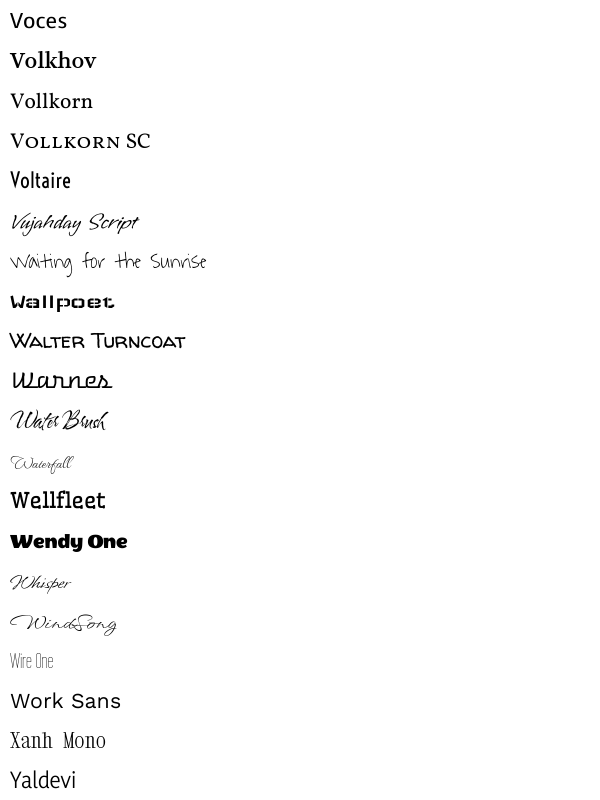 Voces
Volkhov
Vollkorn
Vollkorn SC
Voltaire
Vujahday Script
Waiting for the Sunrise
Wallpoet
Walter Turncoat
Warnes
Water Brush
Waterfall
Wellfleet
Wendy One
Whisper
WindSong
Wire One
Work Sans
Xanh Mono
Yaldevi